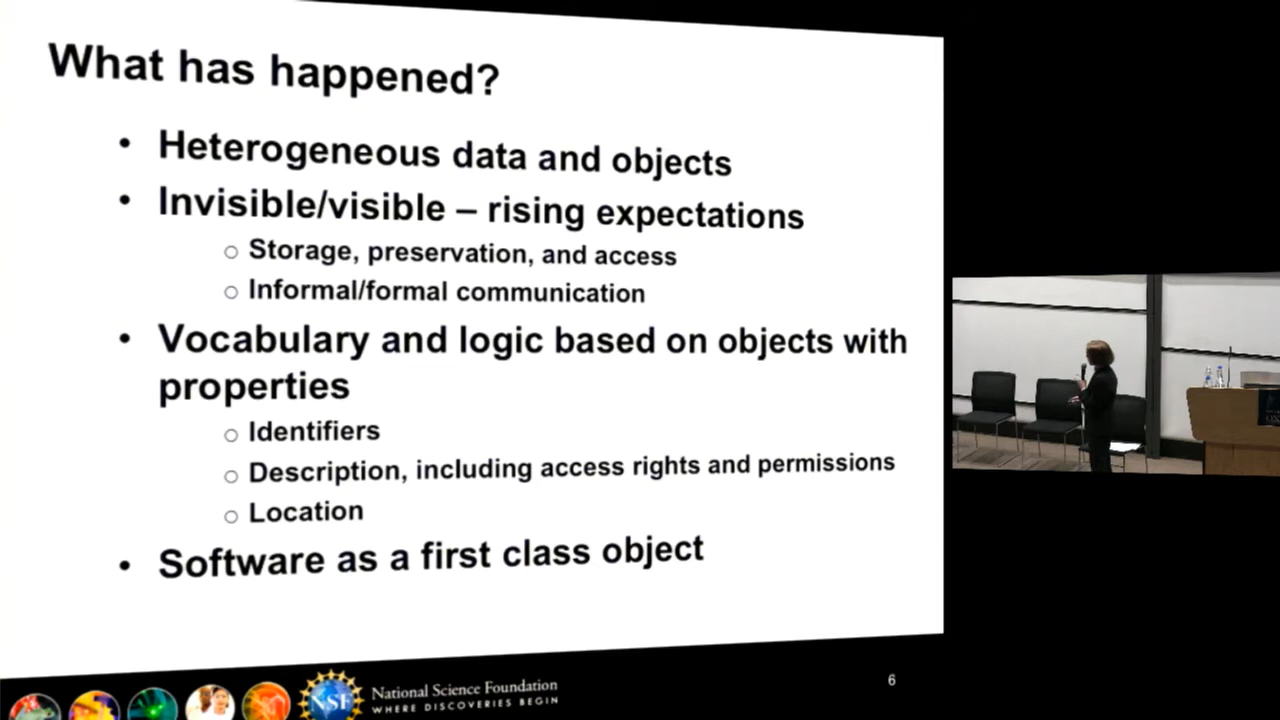 What has happened?
• Heterogeneous data and objects
• Invisible/visible – rising expectations
○ Storage, preservation, and access
○ Informal/formal communication
• Vocabulary and logic based on objects with
properties
○ Identifiers
○ Description, including access rights and permissions
○ Location
• Software as a first class object
NSF
National Science Foundation
WHERE DISCOVERIES BEGIN
6